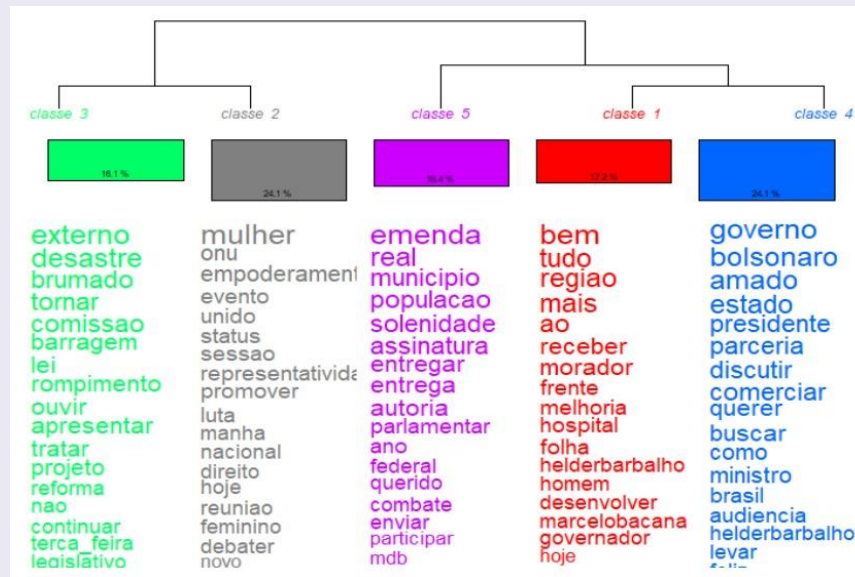 classe 3
classe 2
classe 5
classe 1
classe 4
16.1 %
24.1 %
18.4 %
17.2 %
24.1 %
externo
desastre
brumado
tornar
comissao
barragem
lei
rompimento
ouvir
apresentar
tratar
projeto
reforma
nao
continuar
terca_feira
legislativo
mulher
onu
empoderament
evento
unido
status
sessao
representativida
promover
luta
manha
nacional
direito
hoje
reuniao
feminino
debater
novo
emenda
real
municipio
populacao
solenidade
assinatura
entregar
entrega
autoria
parlamentar
ano
federal
querido
combate
enviar
participar
mdb
bem
tudo
regiao
mais
ao
receber
morador
frente
melhoria
hospital
folha
helderbarbalho
homem
desenvolver
marcelobacana
governador
hoje
governo
bolsonaro
amado
estado
presidente
parceria
discutir
comerciar
querer
buscar
como
ministro
brasil
audiencia
helderbarbalho
levar